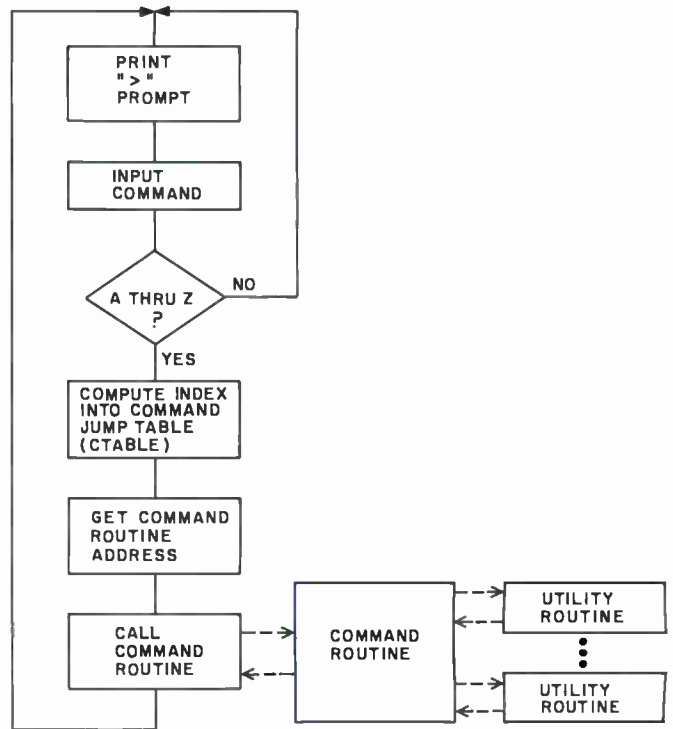 PRINT
">"
PROMPT
INPUT
COMMAND
A THRU Z
?
NO
YES
COMPUTE INDEX
INTO COMMAND
JUMP TABLE
(CTABLE)
GET COMMAND
ROUTINE
ADDRESS
CALL
COMMAND
ROUTINE
COMMAND
ROUTINE
UTILITY
ROUTINE
UTILITY
ROUTINE